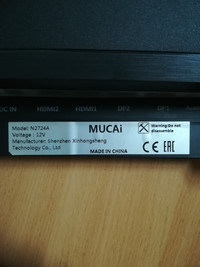 DC IN HDMI2 HDMI1 DP2 DP1
Model: N2724A
Voltage : 12V
Manufacturer: Shenzhen Xinhongsheng
Technology Co., Ltd
MUCAi
MADE IN CHINA
Warning:Do not
disassemble
CE EAC